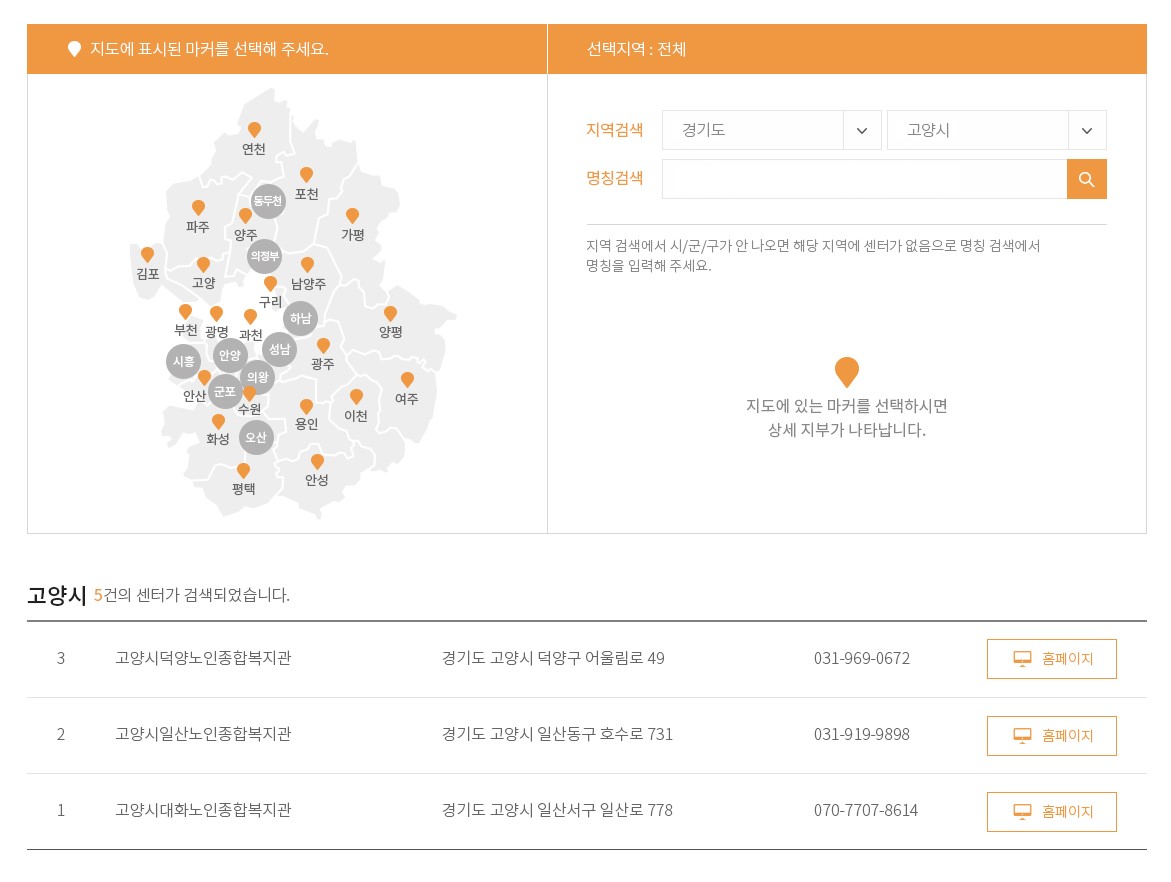 지도에 표시된 마커를 선택해 주세요.
선택지역 : 전체
연천
포천
동두천
파주
양주
가평
의정부
김포
고양
남양주
구리
부천
광명
과천
하남
양평
시흥
안양
성남
광주
안산
군포
의왕
수원
여주
이천
용인
화성
오산
안성
평택
지역검색 경기도 고양시
명칭검색
지역 검색에서 시/군/구가 안 나오면 해당 지역에 센터가 없음으로 명칭 검색에서
명칭을 입력해 주세요.
지도에 있는 마커를 선택하시면
상세 지부가 나타납니다.
고양시 5건의 센터가 검색되었습니다.
3 고양시덕양노인종합복지관 경기도 고양시 덕양구 어울림로 49 031-969-0672 홈페이지
2 고양시일산노인종합복지관 경기도 고양시 일산동구 호수로 731 031-919-9898 홈페이지
1 고양시대화노인종합복지관 경기도 고양시 일산서구 일산로 778 070-7707-8614 홈페이지